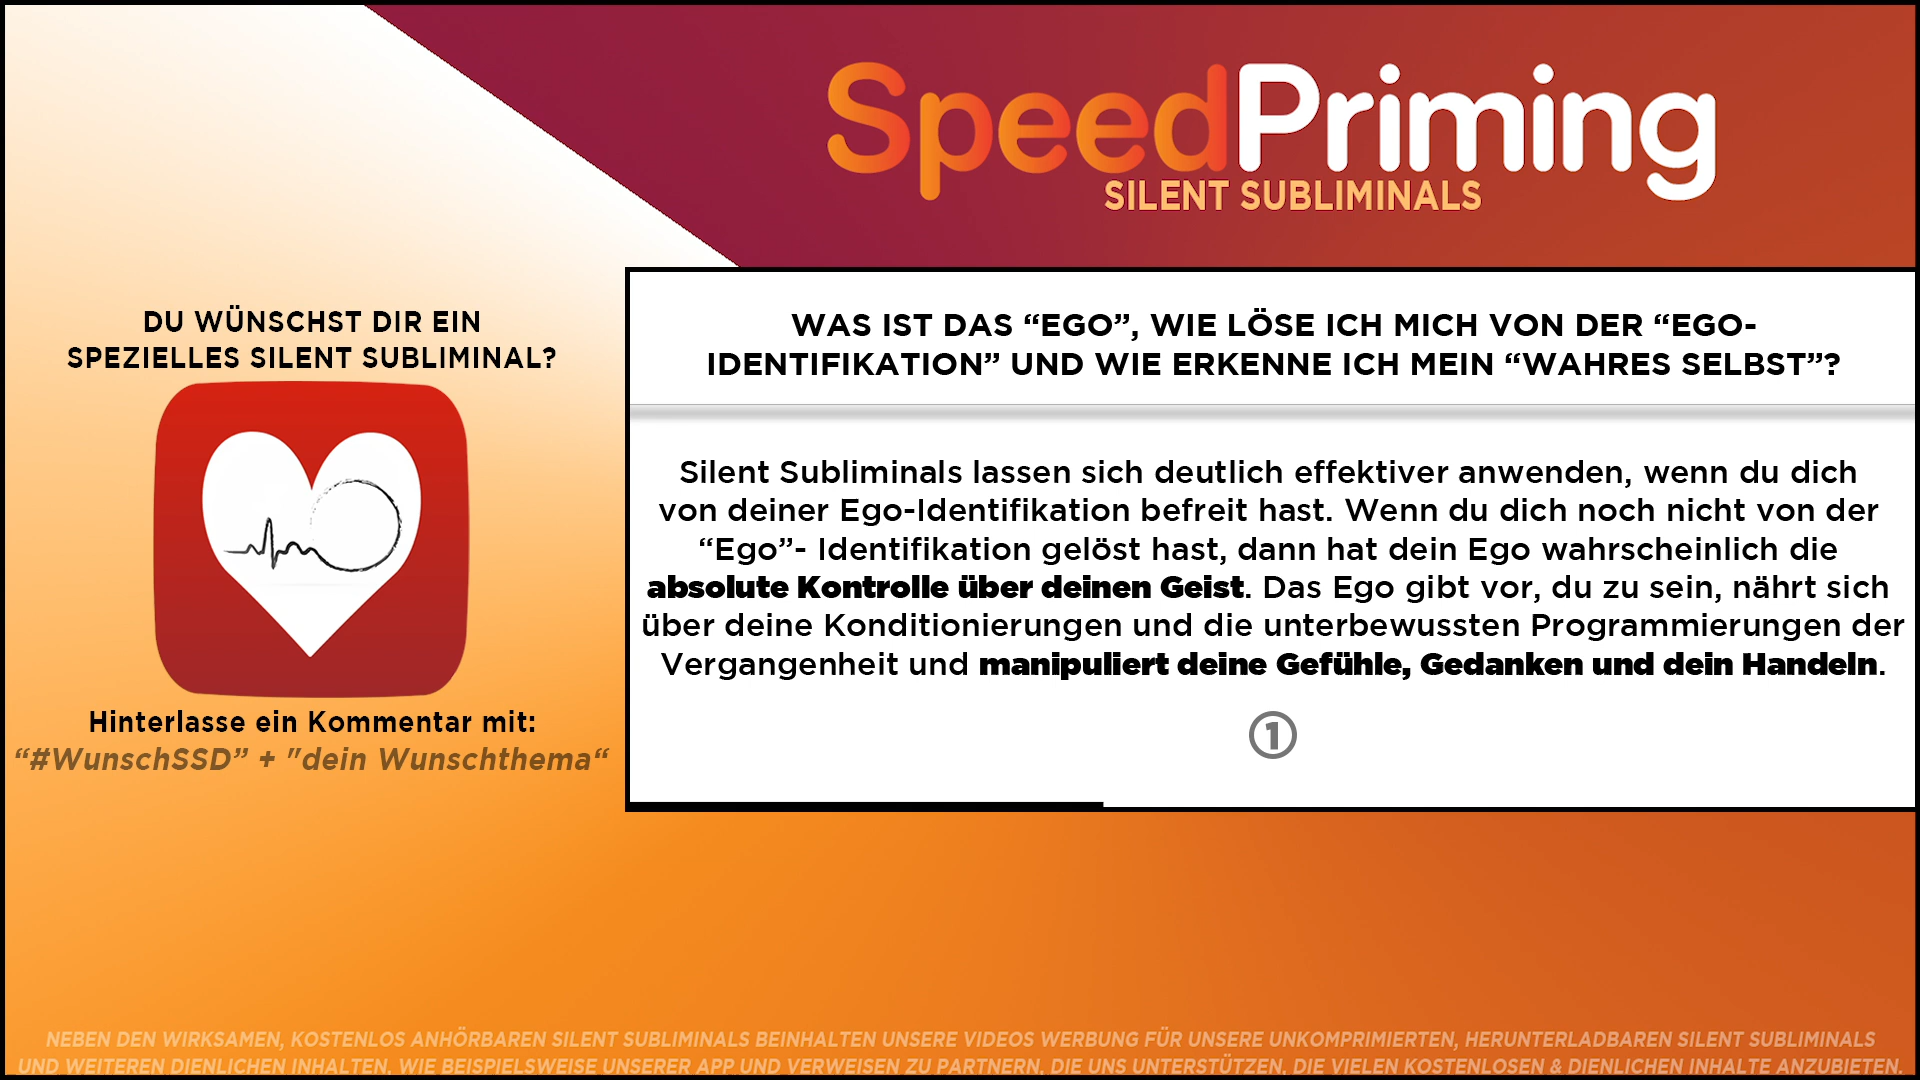 SpeedPriming
SILENT SUBLIMINALS
DU WÜNSCHST DIR EIN
SPEZIELLES SILENT SUBLIMINAL?
Hinterlasse ein Kommentar mit:
“#WunschSSD” + "dein Wunschthema“
WAS IST DAS “EGO”, WIE LÖSE ICH MICH VON DER “EGO-
IDENTIFIKATION” UND WIE ERKENNE ICH MEIN “WAHRES SELBST”?
Silent Subliminals lassen sich deutlich effektiver anwenden, wenn du dich
von deiner Ego-Identifikation befreit hast. Wenn du dich noch nicht von der
“Ego”- Identifikation gelöst hast, dann hat dein Ego wahrscheinlich die
absolute Kontrolle über deinen Geist. Das Ego gibt vor, du zu sein, nährt sich
über deine Konditionierungen und die unterbewussten Programmierungen der
Vergangenheit und manipuliert deine Gefühle, Gedanken und dein Handeln.
①
NEBEN DEN WIRKSAMEN, KOSTENLOS ANHÖRBAREN SILENT SUBLIMINALS BEINHALTEN UNSERE VIDEOS WERBUNG FÜR UNSERE UNKOMPRIMIERTEN, HERUNTERLADBAREN SILENT SUBLIMINALS
UND WEITEREN DIENLICHEN INHALTEN, WIE BEISPIELSWEISE UNSERER APP UND VERWEISEN ZU PARTNERN, DIE UNS UNTERSTÜTZEN, DIE VIELEN KOSTENLOSEN & DIENLICHEN INHALTE ANZUBIETEN.